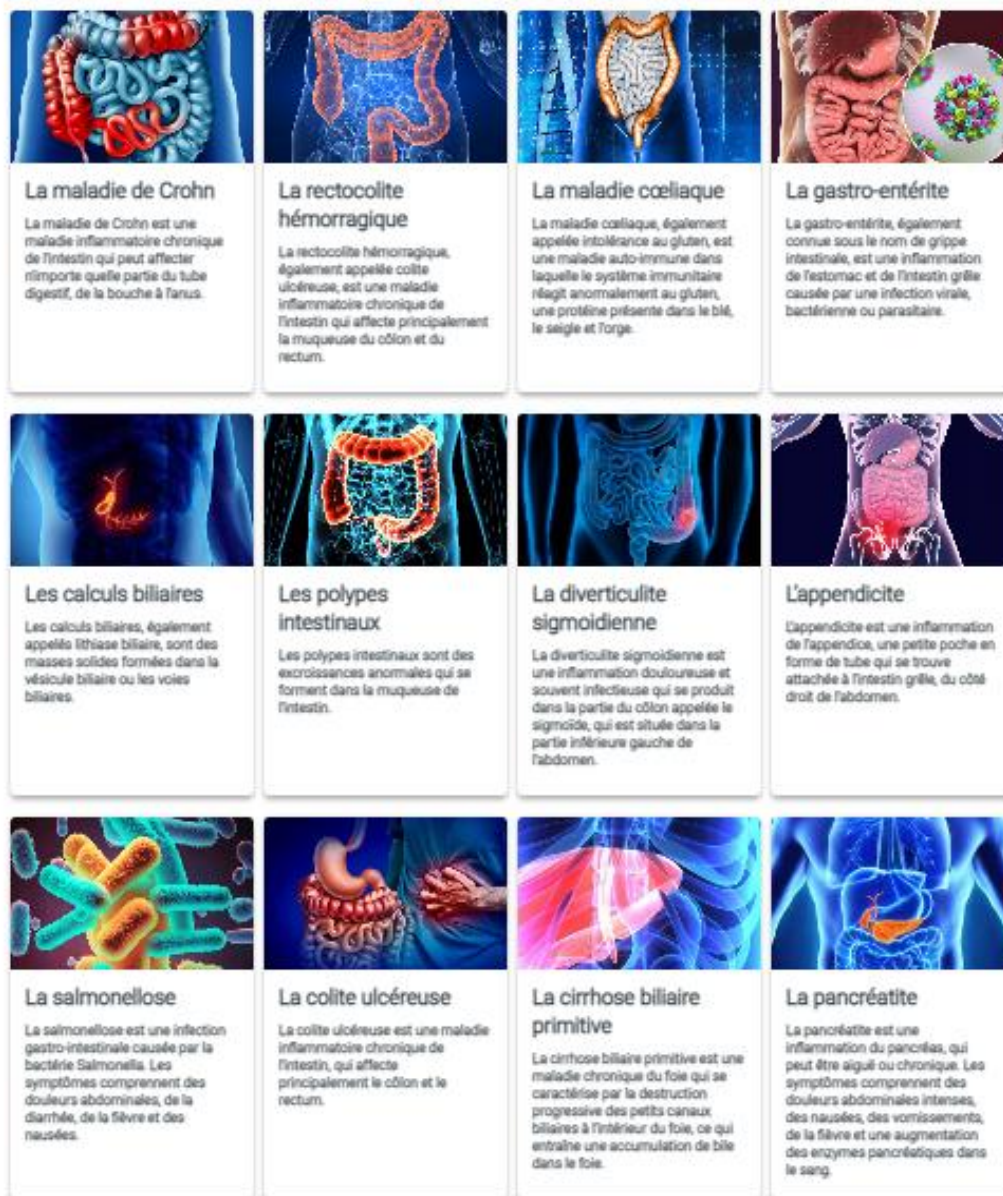 La maladie de Crohn
La maladie de Crohn est une
maladie inflammatoire chronique
de l'intestin qui peut affecter
n'importe quelle partie du tube
digestif, de la bouche à l'anus.
La rectocolite
hémorragique
La rectocolite hémorragique,
également appelée colite
ulcéreuse, est une maladie
inflammatoire chronique de
l'intestin qui affecte principalement
la muqueuse du côlon et du
rectum.
La maladie cœliaque
La maladie cœliaque, également
appelée intolérance au gluten, est
une maladie auto-immune dans
laquelle le système immunitaire
réagit anormalement au gluten,
une protéine présente dans le blé,
le seigle et l'orge.
La gastro-entérite
La gastro-entérite, également
connue sous le nom de grippe
intestinale, est une inflammation
de l'estomac et de l'intestin grêle
causée par une infection virale,
bactérienne ou parasitaire.
Les calculs biliaires
Les calculs biliaires, également
appelés lithiase biliaire, sont des
masses solides formées dans la
vésicule biliaire ou les voies
biliaires.
Les polypes
intestinaux
Les polypes intestinaux sont des
excroissances anormales qui se
forment dans la muqueuse de
l'intestin.
La diverticulite
sigmoidienne
La diverticulite sigmoidienne est
une inflammation douloureuse et
souvent infectieuse qui se produit
dans la partie du côlon appelée le
sigmoïde, qui est située dans la
partie inférieure gauche de
l'abdomen.
L'appendicite
L'appendicite est une inflammation
de l'appendice, une petite poche en
forme de tube qui se trouve
attachée à l'intestin grêle, du côté
droit de l'abdomen.
La salmonellose
La salmonellose est une infection
gastro-intestinale causée par la
bactérie Salmonella. Les
symptômes comprennent des
douleurs abdominales, de la
diarrhée, de la fièvre et des
nausées.
La colite ulcéreuse
La colite ulcéreuse est une maladie
inflammatoire chronique de
l'intestin, qui affecte
principalement le côlon et le
rectum.
La cirrhose biliaire
primitive
La cirrhose biliaire primitive est une
maladie chronique du foie qui se
caractérise par la destruction
progressive des petits canaux
biliaires à l'intérieur du foie, ce qui
entraîne une accumulation de bile
dans le foie.
La pancréatite
La pancréatite est une
inflammation du pancréas, qui
peut être aiguë ou chronique. Les
symptômes comprennent des
douleurs abdominales intenses,
des nausées, des vomissements,
de la fièvre et une augmentation
des enzymes pancréatiques dans
le sang.